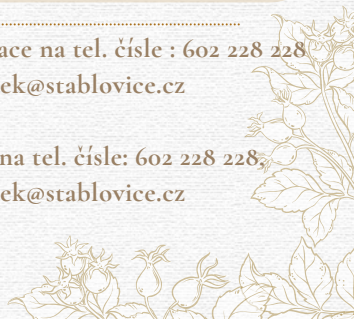 ace na tel. čísle : 602 228 228
ek@stablovice.cz
na tel. čísle: 602 228 228,
ek@stablovice.cz